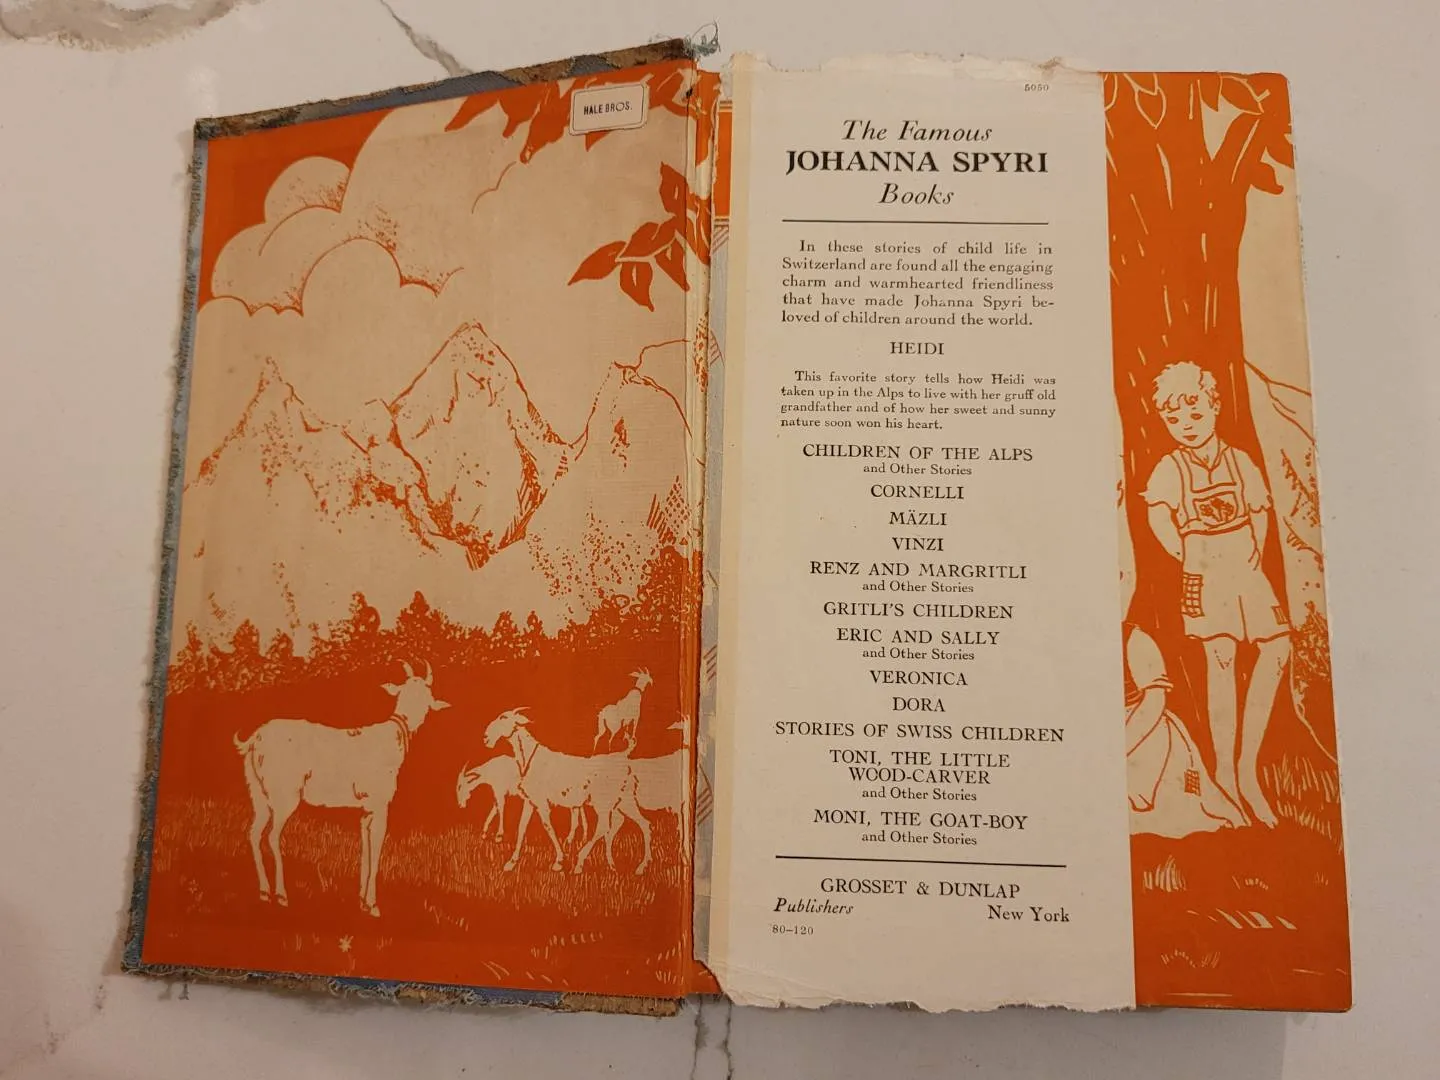 HALE BROS.
5050
The Famous
JOHANNA SPYRI
Books
In these stories of child life in
Switzerland are found all the engaging
charm and warmhearted friendliness
that have made Johanna Spyri be-
loved of children around the world.
HEIDI
This favorite story tells how Heidi was
taken up in the Alps to live with her gruff old
grandfather and of how her sweet and sunny
nature soon won his heart.
CHILDREN OF THE ALPS
and Other Stories
CORNELLI
MÄZLI
VINZI
RENZ AND MARGRITLI
and Other Stories
GRITLI'S CHILDREN
ERIC AND SALLY
and Other Stories
VERONICA
DORA
STORIES OF SWISS CHILDREN
TONI, THE LITTLE
WOOD-CARVER
and Other Stories
MONI, THE GOAT-BOY
and Other Stories
GROSSET & DUNLAP
Publishers New York
80–120